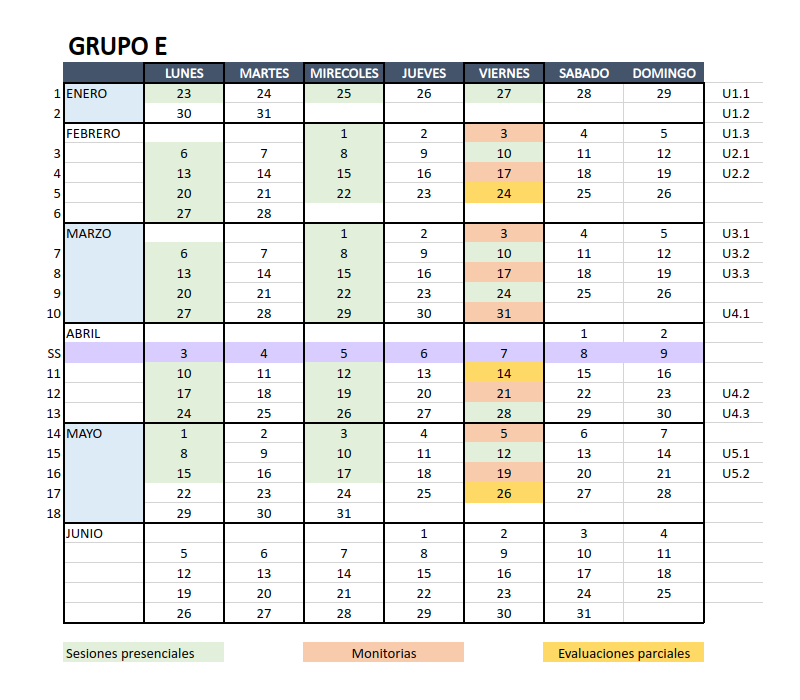 GRUPO E
LUNES MARTES MIRECOLES JUEVES VIERNES SABADO DOMINGO
1 ENERO 23 24 25 26 27 28 29 U1.1
2 30 31 U1.2
FEBRERO 1 2 3 4 5 U1.3
3 6 7 8 9 10 11 12 U2.1
4 13 14 15 16 17 18 19 U2.2
5 20 21 22 23 24 25 26
6 27 28
MARZO 1 2 3 4 5 U3.1
7 6 7 8 9 10 11 12 U3.2
8 13 14 15 16 17 18 19 U3.3
9 20 21 22 23 24 25 26
10 27 28 29 30 31 U4.1
ABRIL 1 2
SS 3 4 5 6 7 8 9
11 10 11 12 13 14 15 16
12 17 18 19 20 21 22 23 U4.2
13 24 25 26 27 28 29 30 U4.3
14 MAYO 1 2 3 4 5 6 7
15 8 9 10 11 12 13 14 U5.1
16 15 16 17 18 19 20 21 U5.2
17 22 23 24 25 26 27 28
18 29 30 31
JUNIO 1 2 3 4
5 6 7 8 9 10 11
12 13 14 15 16 17 18
19 20 21 22 23 24 25
26 27 28 29 30 31
Sesiones presenciales Monitorias Evaluaciones parciales